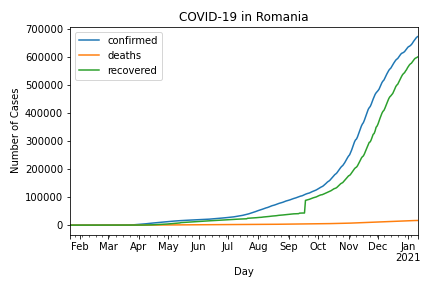 COVID-19 in Romania
confirmed
deaths
recovered
Number of Cases
700000
600000
500000
400000
300000
200000
100000
0
Feb Mar Apr May Jun Jul Aug Sep Oct Nov Dec Jan
2021
Day